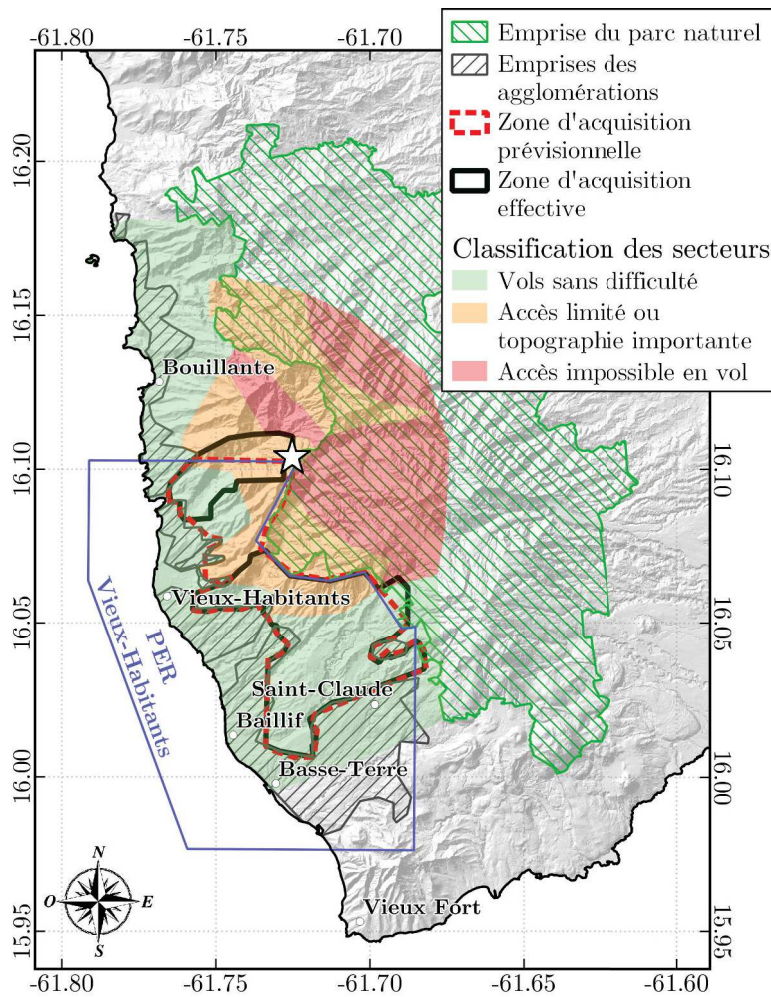 -61.80
-61.75
-61.70
Emprise du parc naturel
Emprises des
agglomérations
Zone d'acquisition
prévisionnelle
Zone d'acquisition
effective
Classification des secteurs
Vols sans difficulté
Accès limité ou
topographie importante
Accès impossible en vol
16.20
16.15
16.10
16.05
16.00
15.95
16.10
16.05
16.00
15.95
Bouillante
Vieux-Habitants
PER
Vieux-Habitants
Saint-Claude
Baillif
Basse-Terre
Vieux Fort
N
O
E
S
-61.80
-61.75
-61.70
-61.65
-61.60